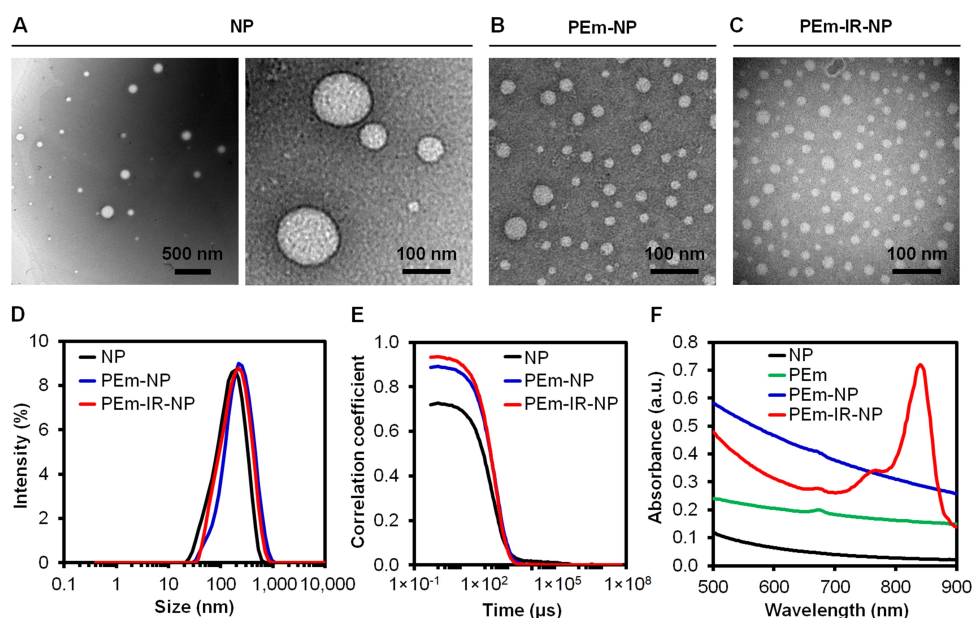 A NP B PEm-NP C PEm-IR-NP
500 nm 100 nm 100 nm 100 nm
D
10
8
6
4
2
0
Intensity (%)
NP
PEm-NP
PEm-IR-NP
0.1 1 10 100 1,000 10,000
Size (nm)
E
1.0
0.8
0.6
0.4
0.2
0.0
Correlation coefficient
NP
PEm-NP
PEm-IR-NP
1×10⁻¹ 1×10² 1×10⁵ 1×10⁸
Time (µs)
F
0.8
0.7
0.6
0.5
0.4
0.3
0.2
0.1
0.0
Absorbance (a.u.)
NP
PEm
PEm-NP
PEm-IR-NP
500 600 700 800 900
Wavelength (nm)